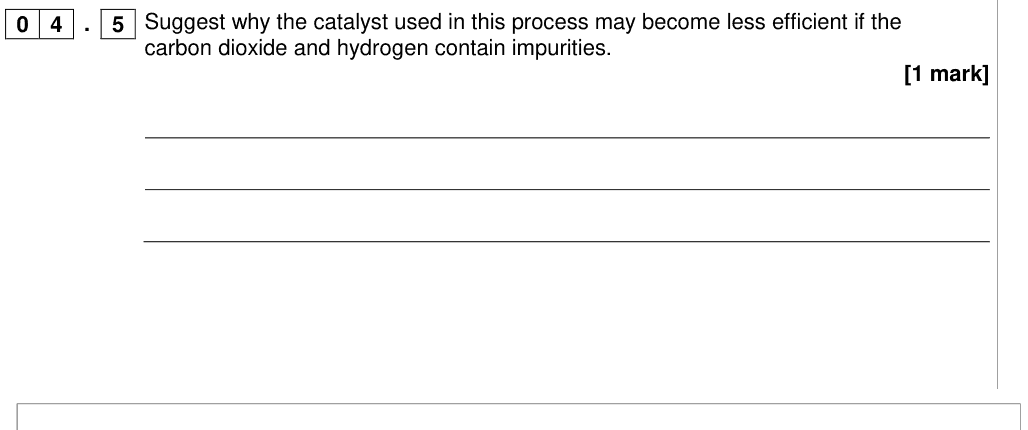 0 4 . 5 Suggest why the catalyst used in this process may become less efficient if the
carbon dioxide and hydrogen contain impurities.
[1 mark]